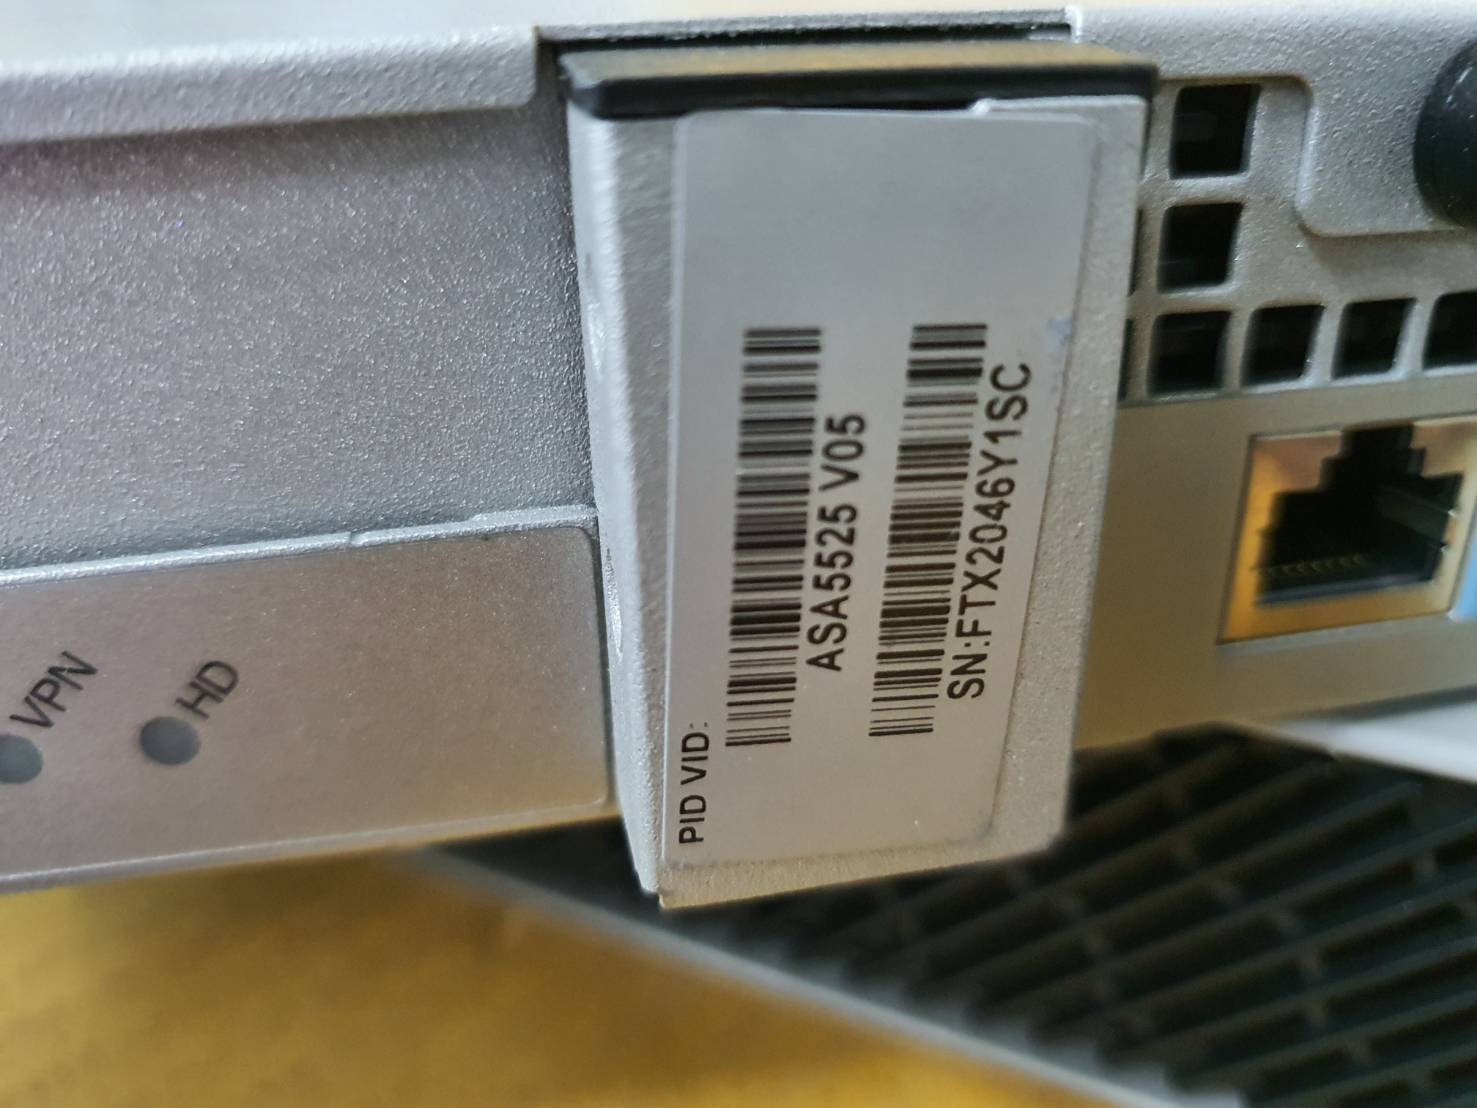 VPN
HD
PID VID:
ASA5525 V05
SN:FTX2046Y1SC